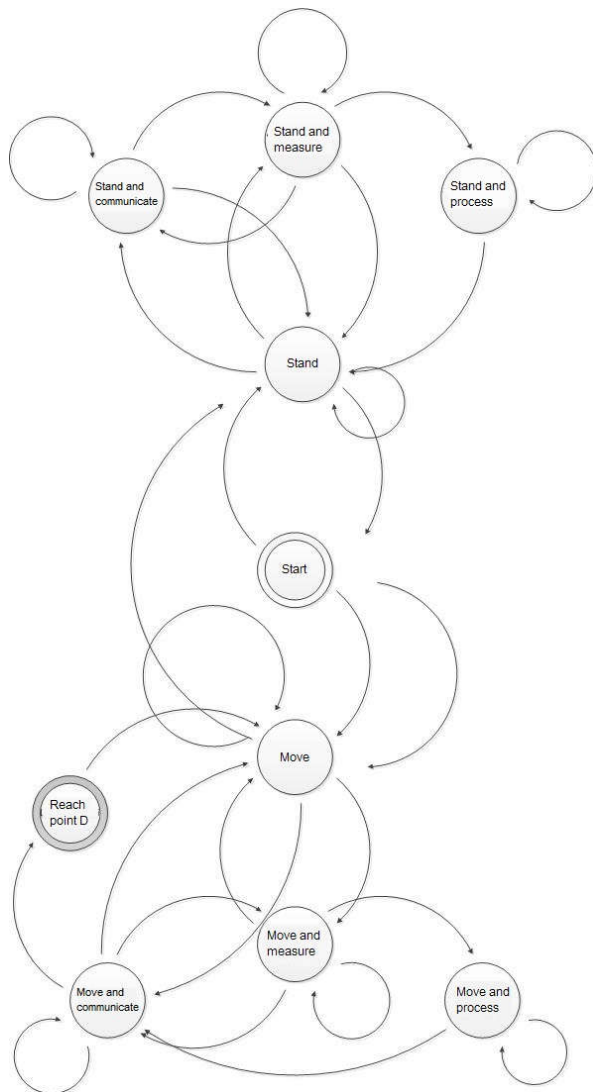 Stand and
measure
Stand and
communicate
Stand and
process
Stand
Start
Move
Reach
point D
Move and
measure
Move and
communicate
Move and
process